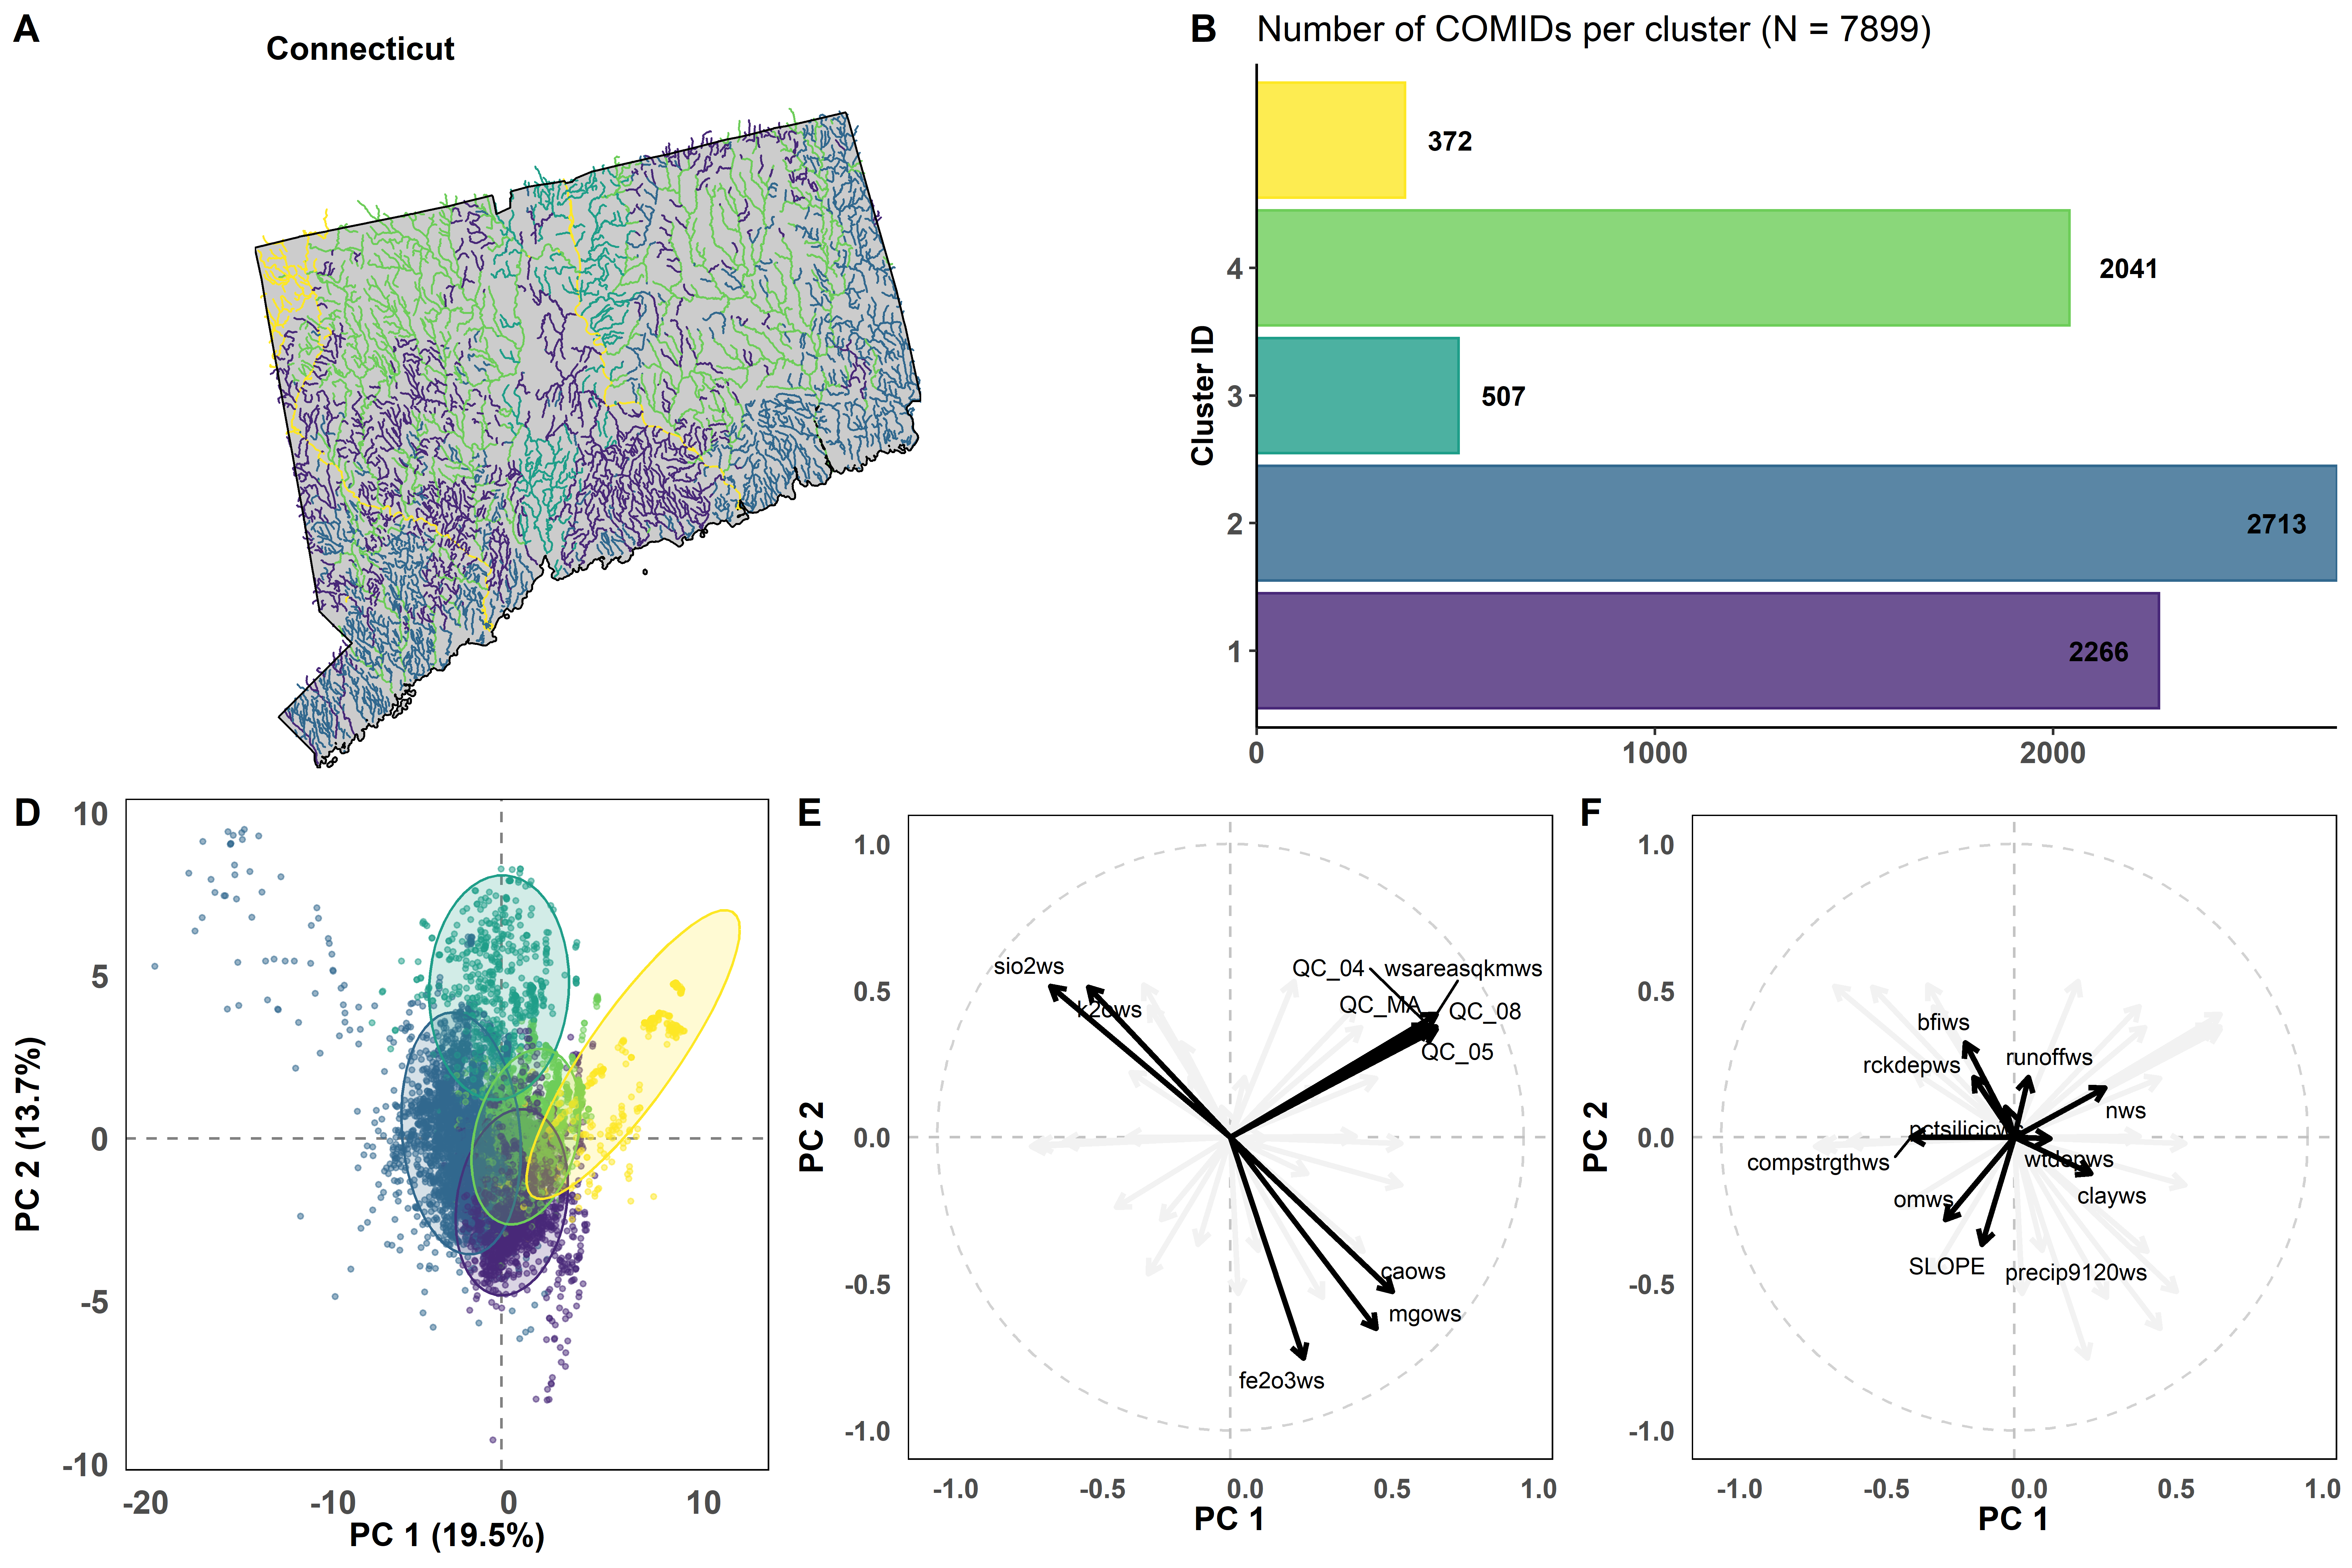 A
Connecticut
B
Number of COMIDs per cluster (N = 7899)
372
4
2041
3
507
2
2713
1
2266
Cluster ID
0
1000
2000
D
10
5
0
-5
-10
PC 2 (13.7%)
-20
-10
0
10
PC 1 (19.5%)
E
1.0
0.5
0.0
-0.5
-1.0
PC 2
sio2ws
k2ows
QC_04
wsareasqkmws
QC_MA
QC_08
QC_05
caows
mgows
fe2o3ws
-1.0
-0.5
0.0
0.5
1.0
PC 1
F
1.0
0.5
0.0
-0.5
-1.0
PC 2
bfiws
rckdepws
runoffws
nws
pctsilicicws
compstrgthws
wtdepws
omws
clayws
SLOPE
precip9120ws
-1.0
-0.5
0.0
0.5
1.0
PC 1